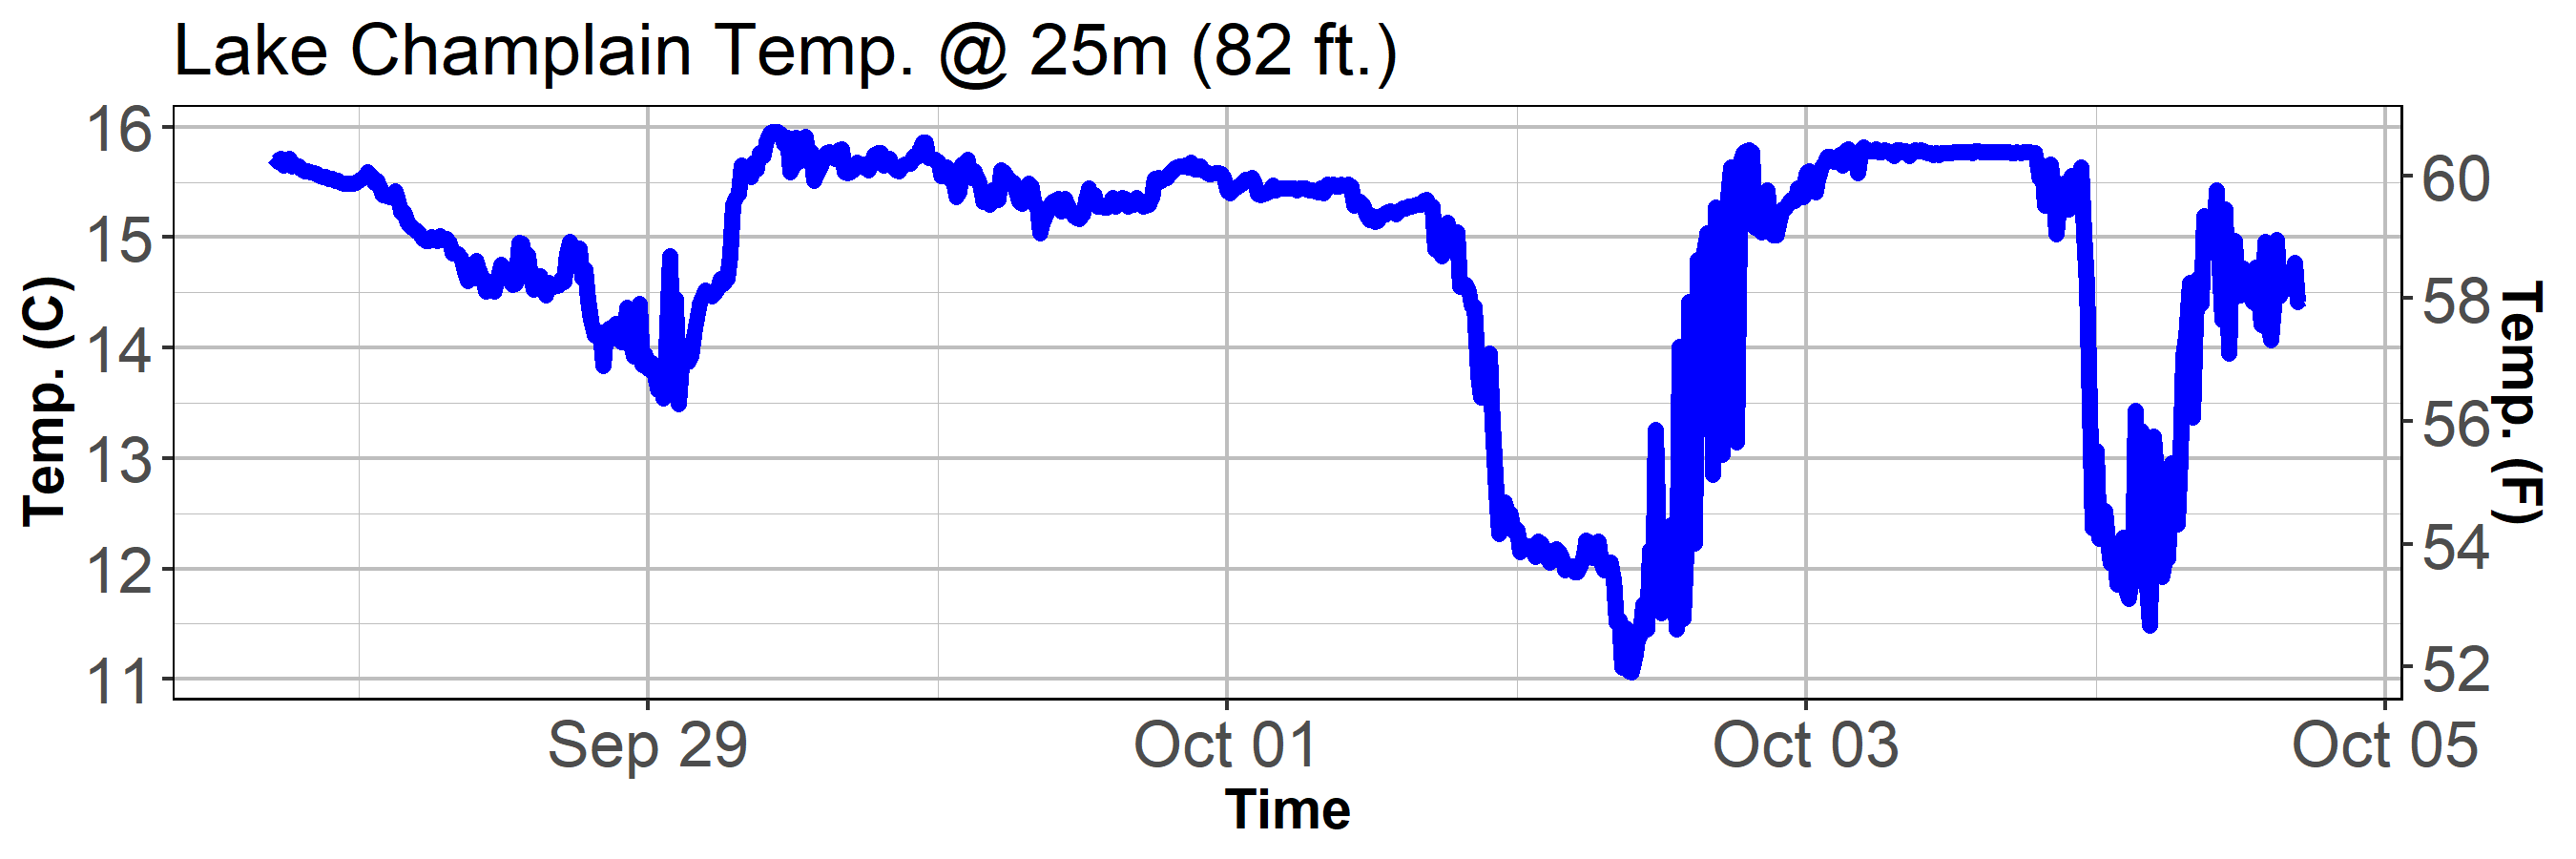 Lake Champlain Temp. @ 25m (82 ft.)
Temp. (C)
16
15
14
13
12
11
60
58
56
54
52
Temp. (F)
Sep 29
Oct 01
Oct 03
Oct 05
Time